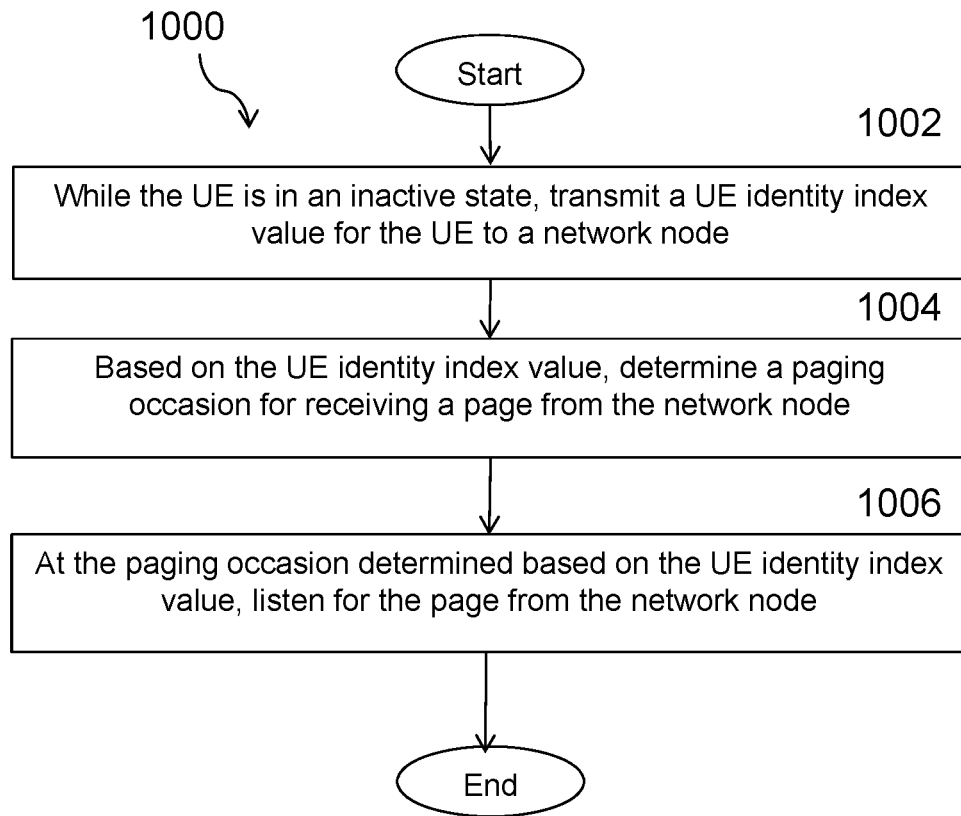 1000
Start
1002
While the UE is in an inactive state, transmit a UE identity index
value for the UE to a network node
1004
Based on the UE identity index value, determine a paging
occasion for receiving a page from the network node
1006
At the paging occasion determined based on the UE identity index
value, listen for the page from the network node
End